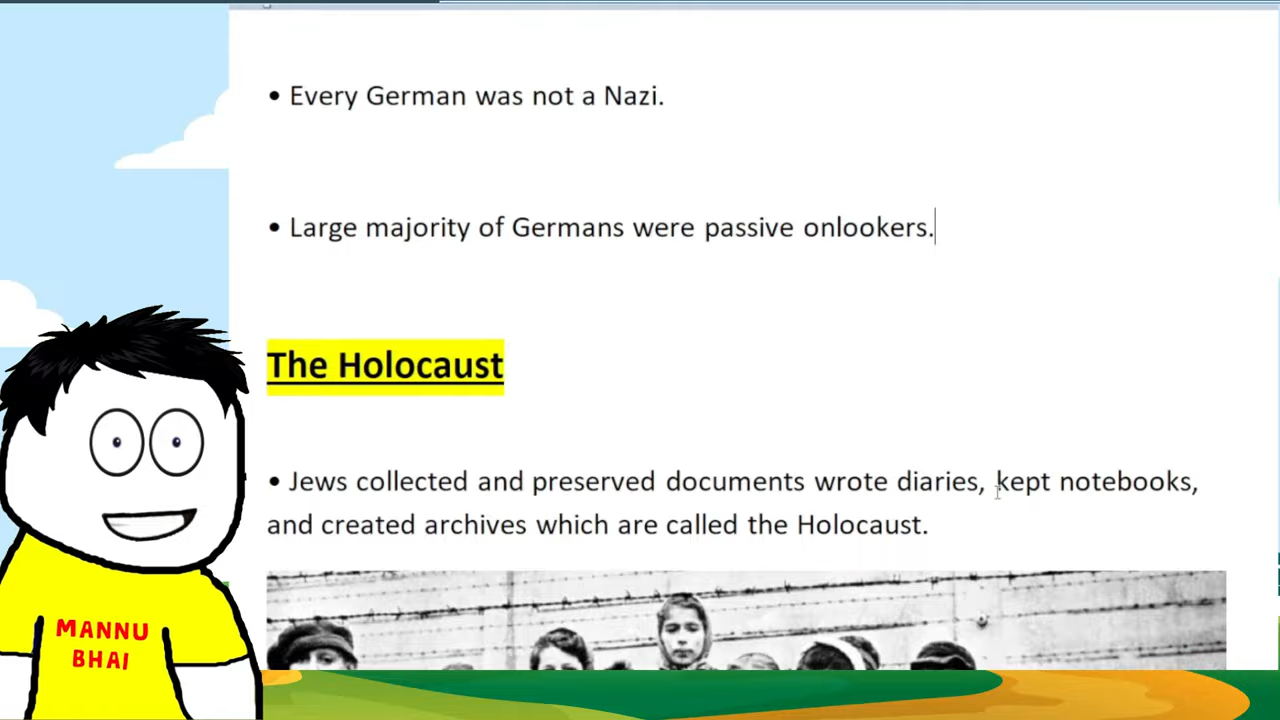 • Every German was not a Nazi.
• Large majority of Germans were passive onlookers.
The Holocaust
• Jews collected and preserved documents wrote diaries, kept notebooks,
and created archives which are called the Holocaust.
MANNU
BHAI